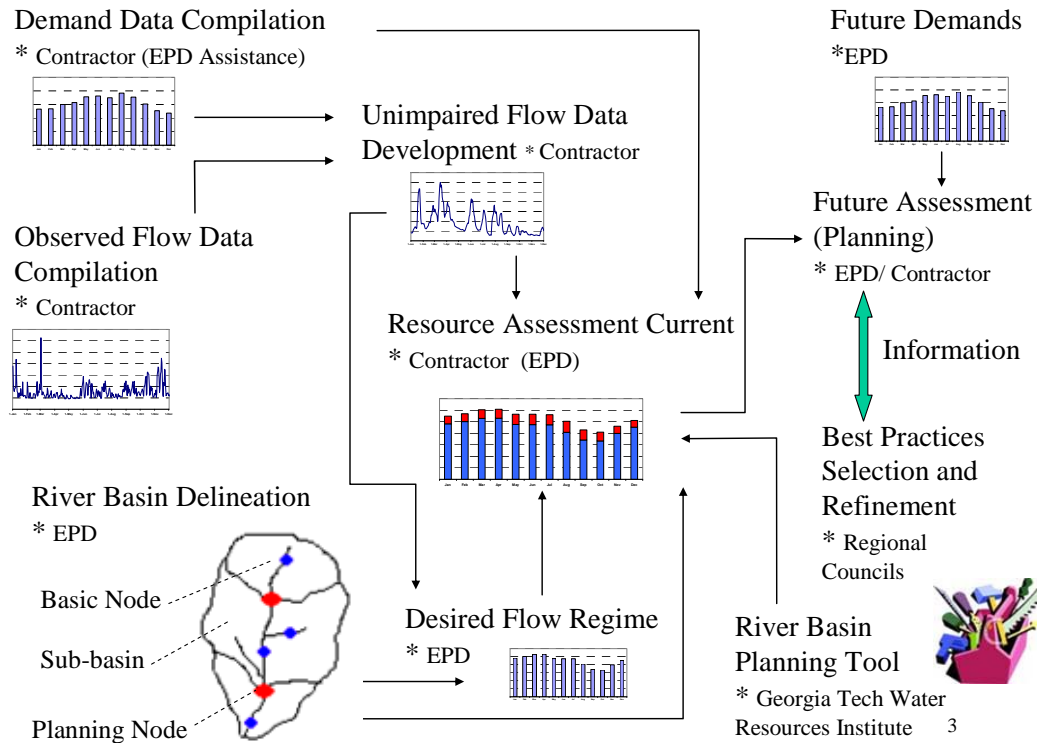 Demand Data Compilation
* Contractor (EPD Assistance)
Future Demands
*EPD
Unimpaired Flow Data
Development * Contractor
Observed Flow Data
Compilation
* Contractor
Future Assessment
(Planning)
* EPD/ Contractor
Resource Assessment Current
* Contractor (EPD)
Jan Feb Mar Apr May Jun Jul Aug Sep Oct Nov Dec
Information
Best Practices
Selection and
Refinement
* Regional
Councils
River Basin Delineation
* EPD
Basic Node
Sub-basin
Planning Node
Desired Flow Regime
* EPD
River Basin
Planning Tool
* Georgia Tech Water
Resources Institute
3